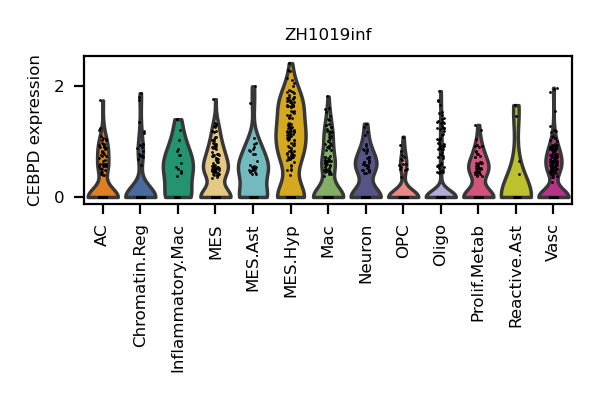 ZH1019inf
CEBPD expression
2
0
AC
Chromatin.Reg
Inflammatory.Mac
MES
MES.Ast
MES.Hyp
Mac
Neuron
OPC
Oligo
Prolif.Metab
Reactive.Ast
Vasc